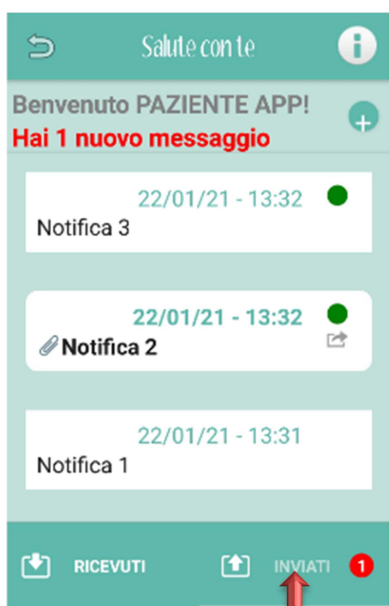 Salute con te
i
Benvenuto PAZIENTE APP!
Hai 1 nuovo messaggio
22/01/21 - 13:32
Notifica 3
22/01/21 - 13:32
Notifica 2
22/01/21 - 13:31
Notifica 1
RICEVUTI INVIATI 1